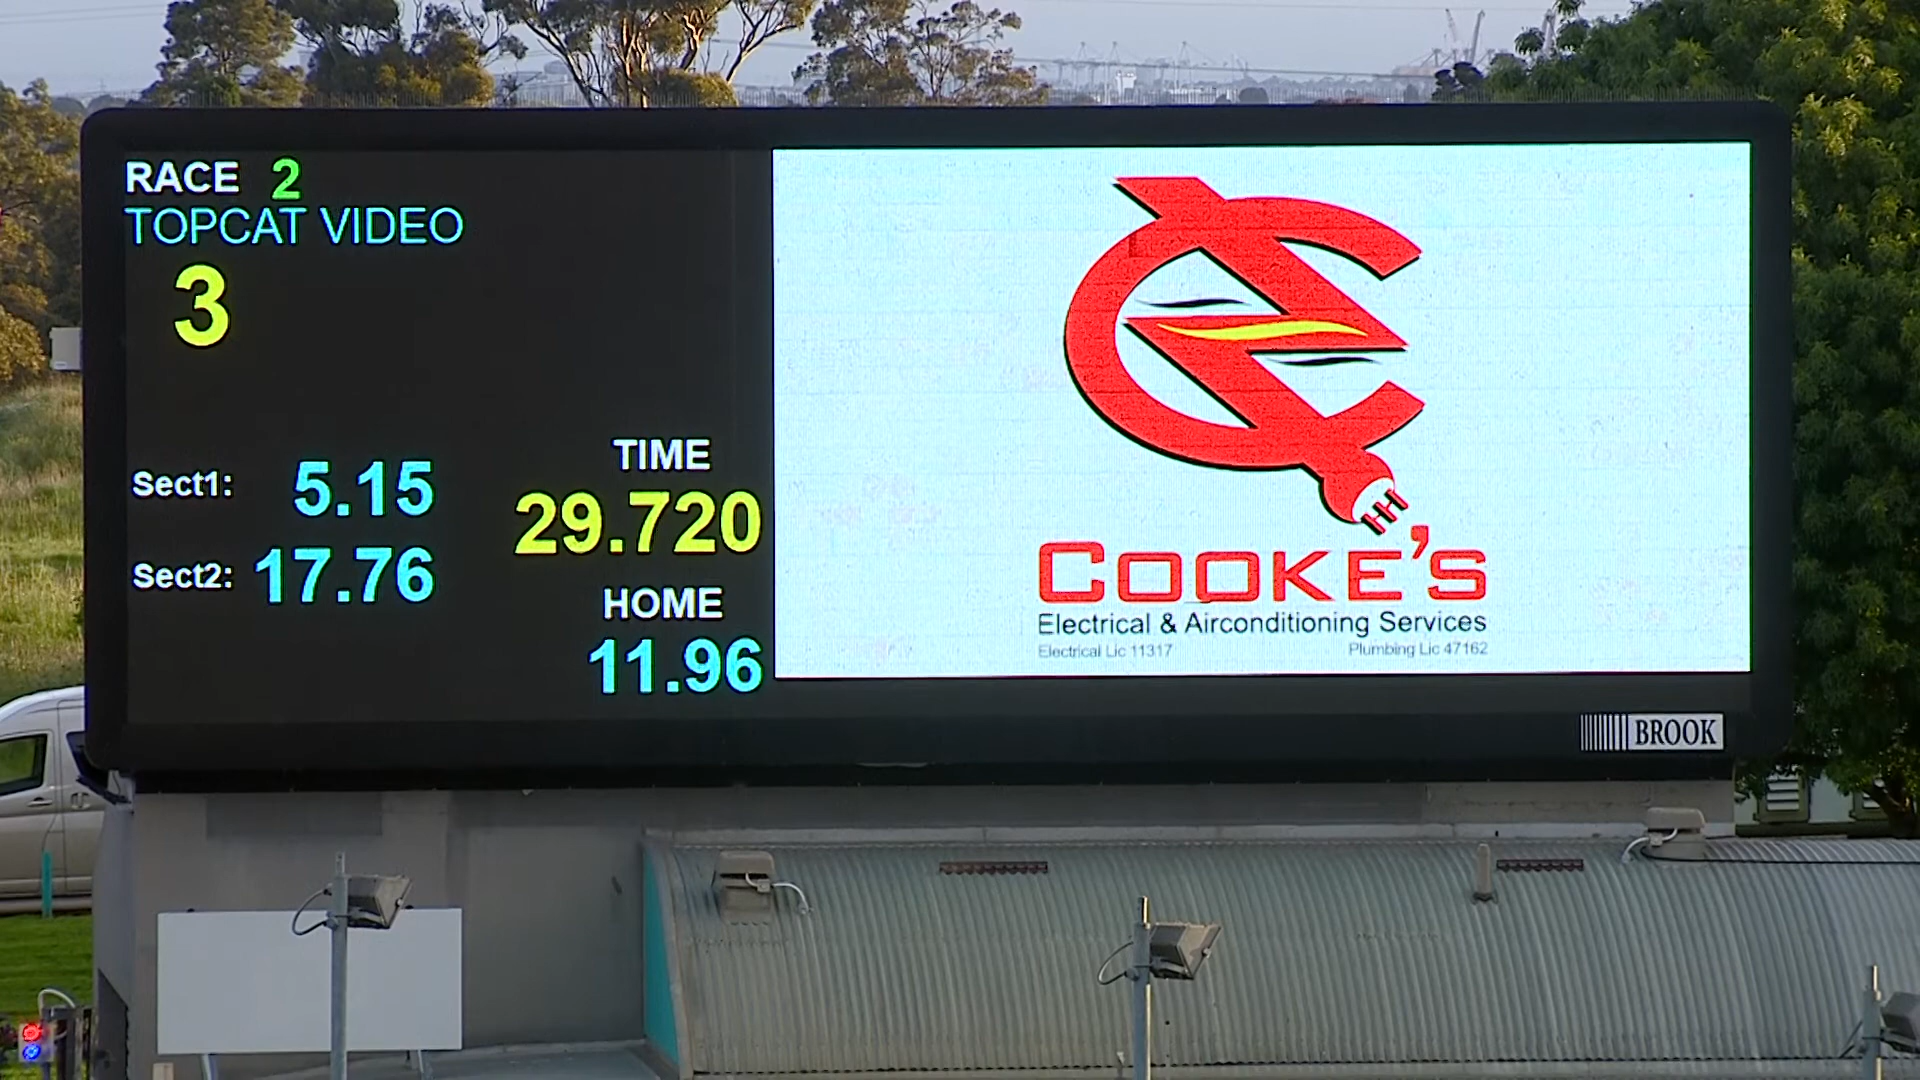 RACE 2
TOPCAT VIDEO
3
Sect1: 5.15
Sect2: 17.76
TIME
29.720
HOME
11.96
COOKE'S
Electrical & Airconditioning Services
Electrical Lic 11317 Plumbing Lic 47162
BROOK